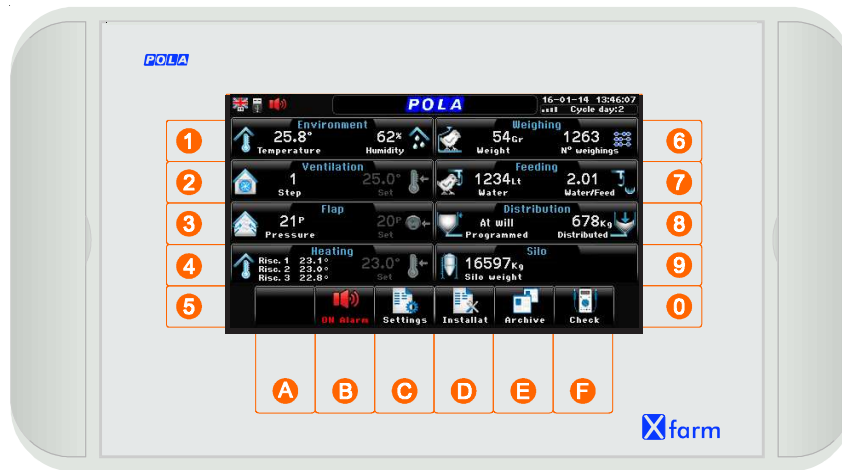 POLA
POLA
16-01-14 13:46:07
Cycle day:2
1
Environment
25.8°
62%
Temperature
Humidity
Weighing
54Gr
1263
Weight
N° weighings
6
2
Ventilation
1
25.0°
Step
Set
Feeding
1234Lt
2.01
Water
Water/Feed
7
3
Flap
21P
20P
Pressure
Set
Distribution
At will
678Kg
Programmed
Distributed
8
4
Heating
Risc. 1 23.1°
Risc. 2 23.0°
Risc. 3 22.8°
23.0°
Set
Silo
16597Kg
Silo weight
9
5
ON Alarm
Settings
Installat
Archive
Check
0
A
B
C
D
E
F
X farm